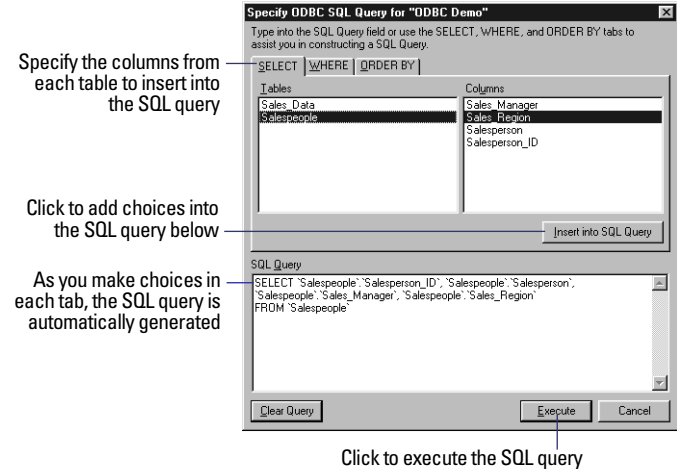 Specify ODBC SQL Query for "ODBC Demo"
Type into the SQL Query field or use the SELECT, WHERE, and ORDER BY tabs to
assist you in constructing a SQL Query.
Specify the columns from
each table to insert into
the SQL query
SELECT WHERE ORDER BY
Tables
Sales_Data
Salespeople
Columns
Sales_Manager
Sales_Region
Salesperson
Salesperson_ID
Click to add choices into
the SQL query below
Insert into SQL Query
As you make choices in
each tab, the SQL query is
automatically generated
SQL Query
SELECT `Salespeople`.`Salesperson_ID`, `Salespeople`.`Salesperson`,
`Salespeople`.`Sales_Manager`, `Salespeople`.`Sales_Region`
FROM `Salespeople`
Clear Query
Execute
Cancel
Click to execute the SQL query